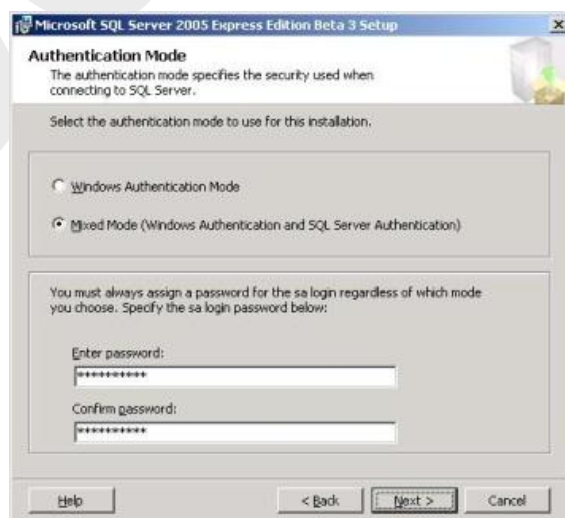 Microsoft SQL Server 2005 Express Edition Beta 3 Setup
Authentication Mode
The authentication mode specifies the security used when
connecting to SQL Server.
Select the authentication mode to use for this installation.
Windows Authentication Mode
Mixed Mode (Windows Authentication and SQL Server Authentication)
You must always assign a password for the sa login regardless of which mode
you choose. Specify the sa login password below:
Enter password:
**********
Confirm password:
**********
Help
< Back
Next >
Cancel